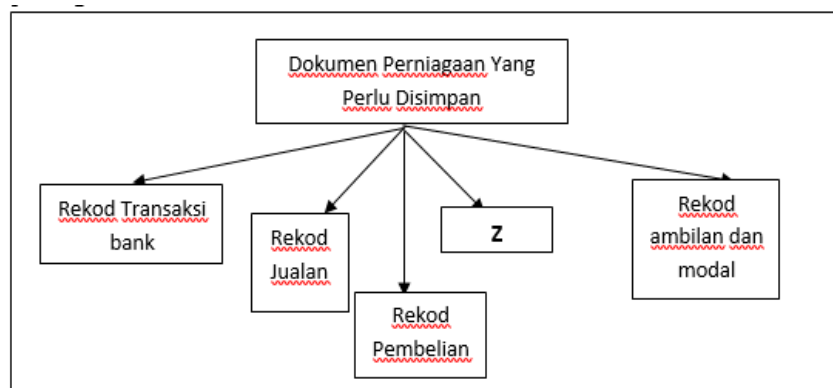 Dokumen Perniagaan Yang
Perlu Disimpan
Rekod Transaksi
bank
Rekod
Jualan
Rekod
Pembelian
Z
Rekod
ambilan dan
modal